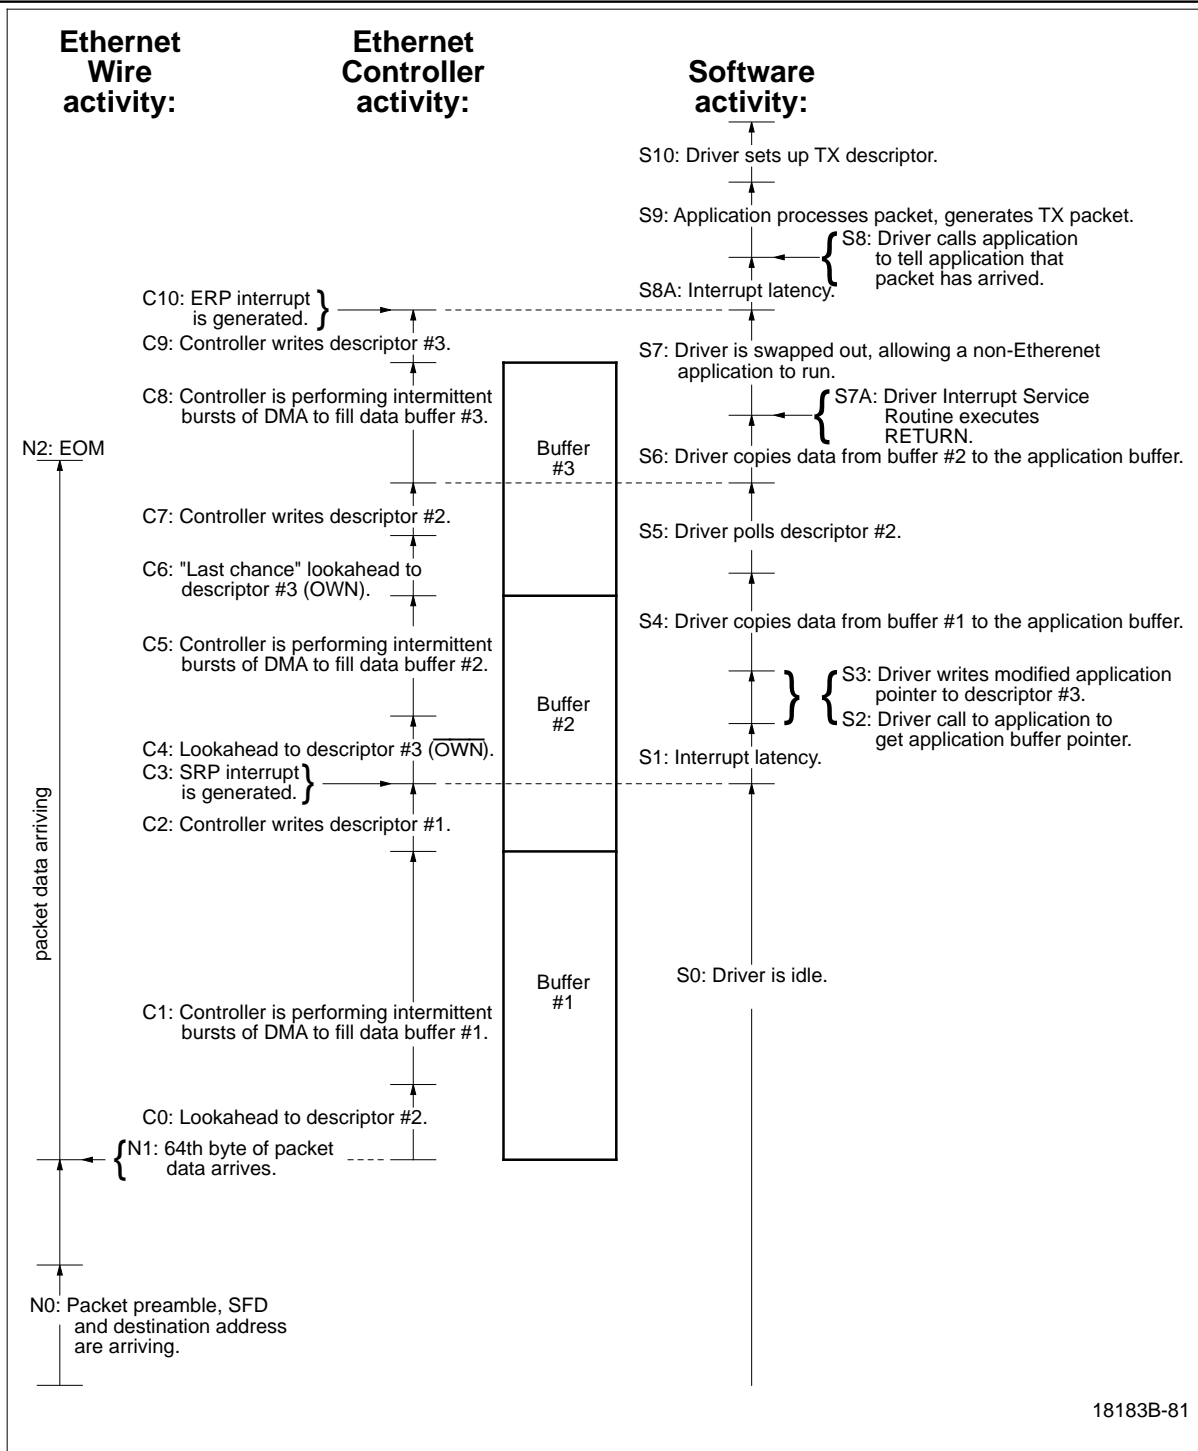 Ethernet
Wire
activity:
Ethernet
Controller
activity:
Software
activity:
S10: Driver sets up TX descriptor.
S9: Application processes packet, generates TX packet.
S8: Driver calls application
to tell application that
packet has arrived.
S8A: Interrupt latency.
C10: ERP interrupt
is generated.
C9: Controller writes descriptor #3.
S7: Driver is swapped out, allowing a non-Etherenet
application to run.
C8: Controller is performing intermittent
bursts of DMA to fill data buffer #3.
S7A: Driver Interrupt Service
Routine executes
RETURN.
N2: EOM
Buffer
#3
S6: Driver copies data from buffer #2 to the application buffer.
C7: Controller writes descriptor #2.
S5: Driver polls descriptor #2.
C6: "Last chance" lookahead to
descriptor #3 (OWN).
S4: Driver copies data from buffer #1 to the application buffer.
C5: Controller is performing intermittent
bursts of DMA to fill data buffer #2.
S3: Driver writes modified application
pointer to descriptor #3.
Buffer
#2
S2: Driver call to application to
get application buffer pointer.
C4: Lookahead to descriptor #3 (O̅W̅N̅).
S1: Interrupt latency.
C3: SRP interrupt
is generated.
C2: Controller writes descriptor #1.
packet data arriving
S0: Driver is idle.
Buffer
#1
C1: Controller is performing intermittent
bursts of DMA to fill data buffer #1.
C0: Lookahead to descriptor #2.
N1: 64th byte of packet
data arrives.
N0: Packet preamble, SFD
and destination address
are arriving.
18183B-81